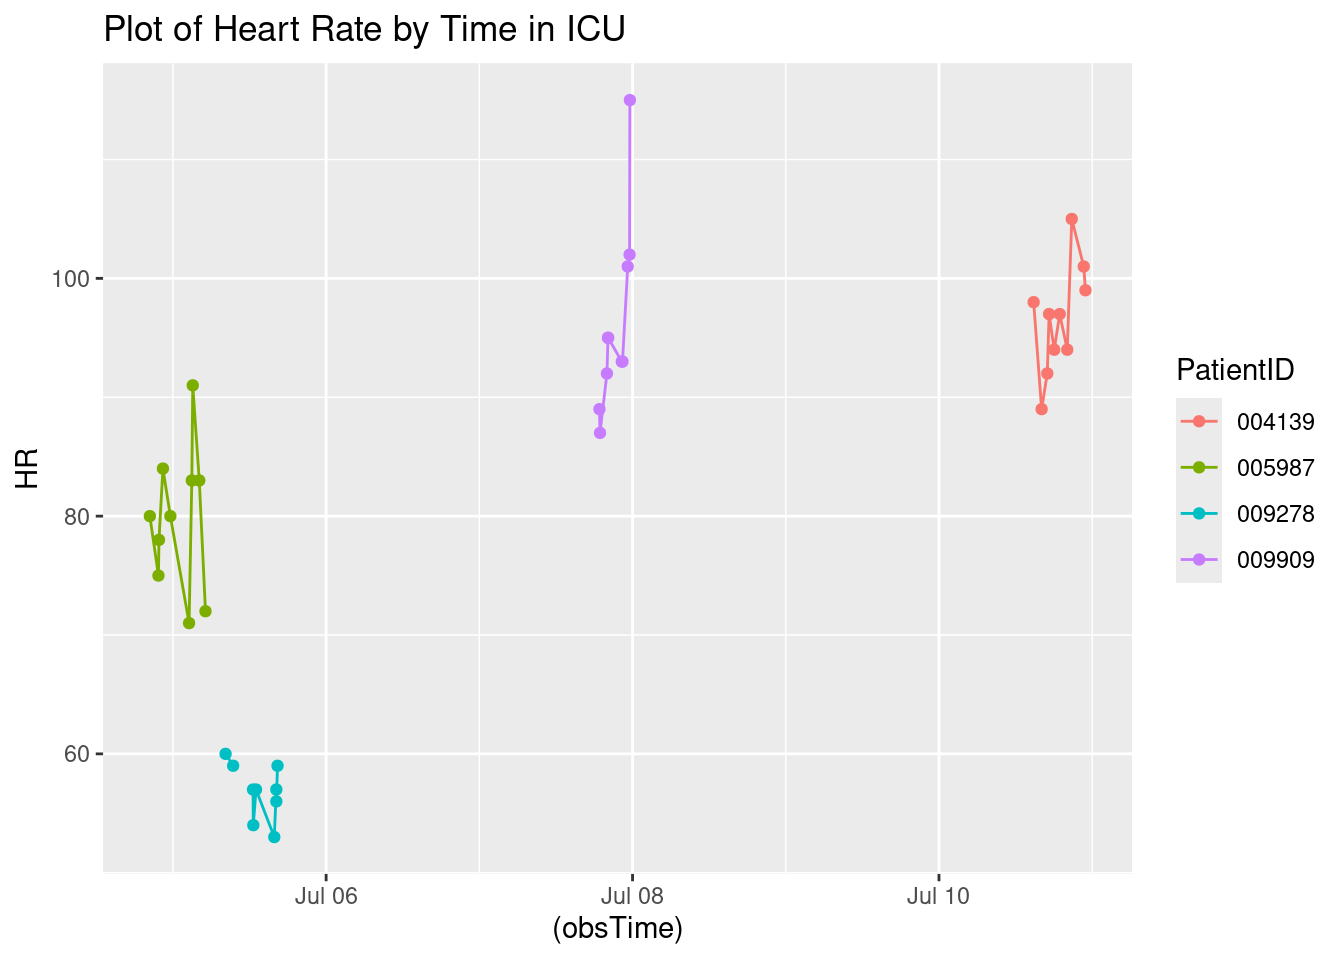 Plot of Heart Rate by Time in ICU
HR
100
80
60
Jul 06
Jul 08
Jul 10
(obsTime)
PatientID
004139
005987
009278
009909